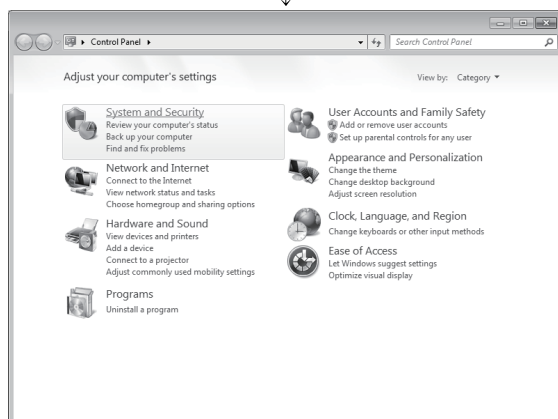 Control Panel
Search Control Panel
Adjust your computer's settings
View by: Category
System and Security
Review your computer's status
Back up your computer
Find and fix problems
Network and Internet
Connect to the Internet
View network status and tasks
Choose homegroup and sharing options
Hardware and Sound
View devices and printers
Add a device
Connect to a projector
Adjust commonly used mobility settings
Programs
Uninstall a program
User Accounts and Family Safety
Add or remove user accounts
Set up parental controls for any user
Appearance and Personalization
Change the theme
Change desktop background
Adjust screen resolution
Clock, Language, and Region
Change keyboards or other input methods
Ease of Access
Let Windows suggest settings
Optimize visual display